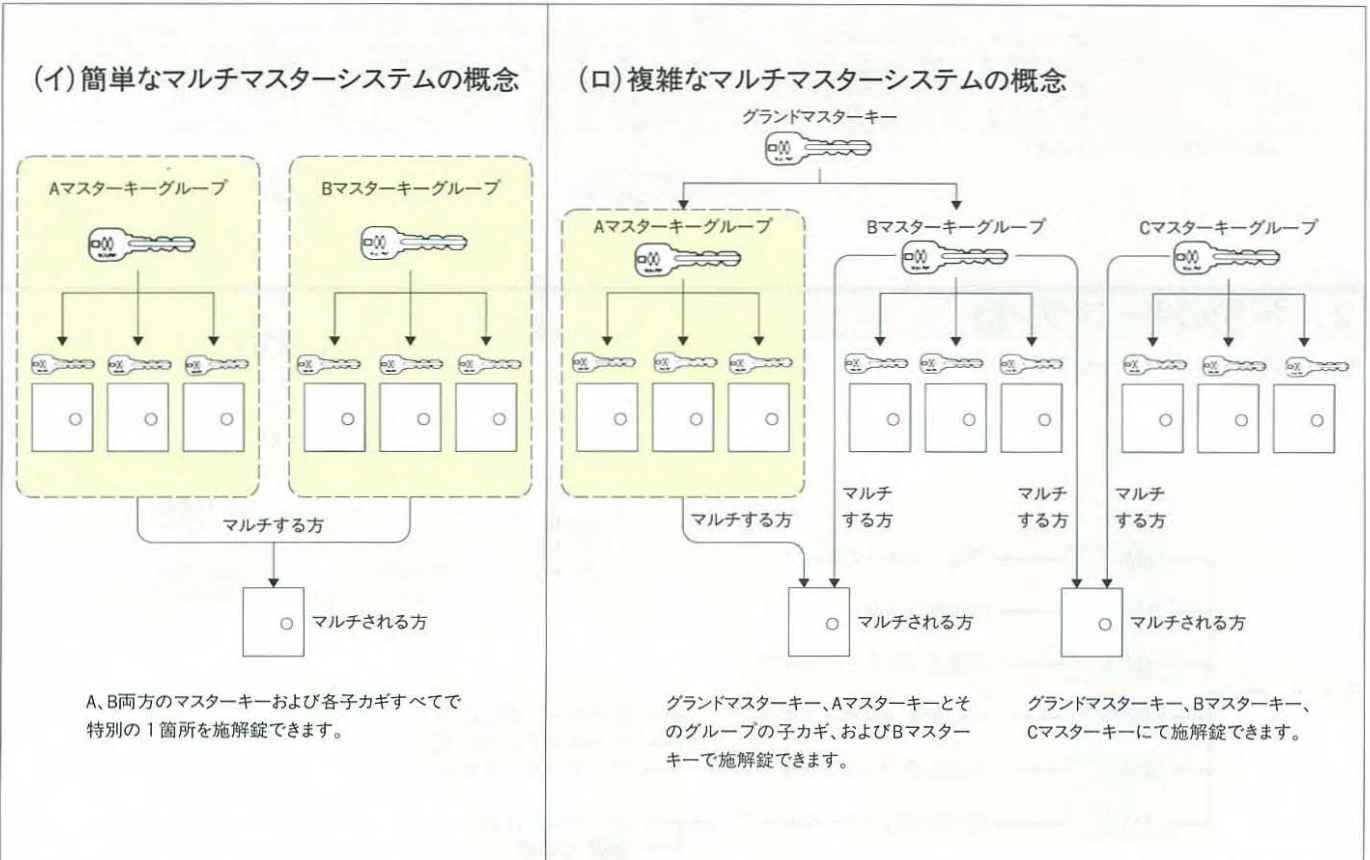 (イ)簡単なマルチマスターシステムの概念
Aマスターキーグループ
Bマスターキーグループ
マルチする方
マルチされる方
A、B両方のマスターキーおよび各子カギすべてで
特別の1箇所を施解錠できます。
(ロ)複雑なマルチマスターシステムの概念
グランドマスターキー
Aマスターキーグループ
Bマスターキーグループ
Cマスターキーグループ
マルチする方
マルチ
する方
マルチ
する方
マルチ
する方
マルチされる方
マルチされる方
グランドマスターキー、Aマスターキーとそ
のグループの子カギ、およびBマスター
キーで施解錠できます。
グランドマスターキー、Bマスターキー、
Cマスターキーにて施解錠できます。